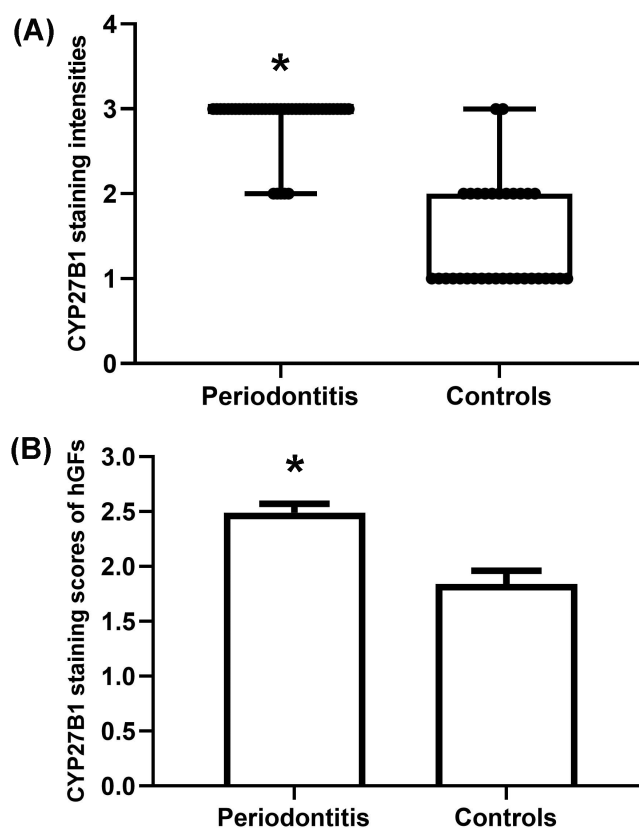 (A)
CYP27B1 staining intensities
4
3
2
1
0
*
Periodontitis Controls
(B)
CYP27B1 staining scores of hGFs
3.0
2.5
2.0
1.5
1.0
0.5
0.0
*
Periodontitis Controls